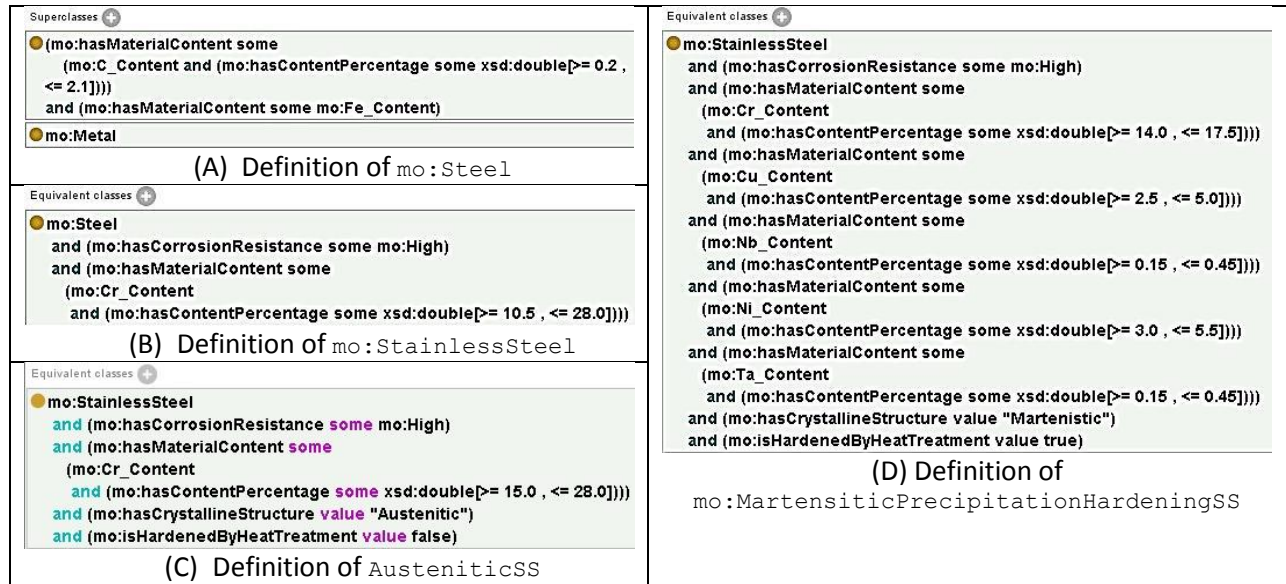 Superclasses
(mo:hasMaterialContent some
(mo:C_Content and (mo:hasContentPercentage some xsd:double[>= 0.2 ,
<= 2.1])))
and (mo:hasMaterialContent some mo:Fe_Content)
mo:Metal
(A) Definition of mo:Steel
Equivalent classes
mo:Steel
and (mo:hasCorrosionResistance some mo:High)
and (mo:hasMaterialContent some
(mo:Cr_Content
and (mo:hasContentPercentage some xsd:double[>= 10.5 , <= 28.0])))
(B) Definition of mo:StainlessSteel
Equivalent classes
mo:StainlessSteel
and (mo:hasCorrosionResistance some mo:High)
and (mo:hasMaterialContent some
(mo:Cr_Content
and (mo:hasContentPercentage some xsd:double[>= 15.0 , <= 28.0])))
and (mo:hasCrystallineStructure value "Austenitic")
and (mo:isHardenedByHeatTreatment value false)
(C) Definition of AusteniticSS
Equivalent classes
mo:StainlessSteel
and (mo:hasCorrosionResistance some mo:High)
and (mo:hasMaterialContent some
(mo:Cr_Content
and (mo:hasContentPercentage some xsd:double[>= 14.0 , <= 17.5])))
and (mo:hasMaterialContent some
(mo:Cu_Content
and (mo:hasContentPercentage some xsd:double[>= 2.5 , <= 5.0])))
and (mo:hasMaterialContent some
(mo:Nb_Content
and (mo:hasContentPercentage some xsd:double[>= 0.15 , <= 0.45])))
and (mo:hasMaterialContent some
(mo:Ni_Content
and (mo:hasContentPercentage some xsd:double[>= 3.0 , <= 5.5])))
and (mo:hasMaterialContent some
(mo:Ta_Content
and (mo:hasContentPercentage some xsd:double[>= 0.15 , <= 0.45])))
and (mo:hasCrystallineStructure value "Martenistic")
and (mo:isHardenedByHeatTreatment value true)
(D) Definition of
mo:MartensiticPrecipitationHardeningSS